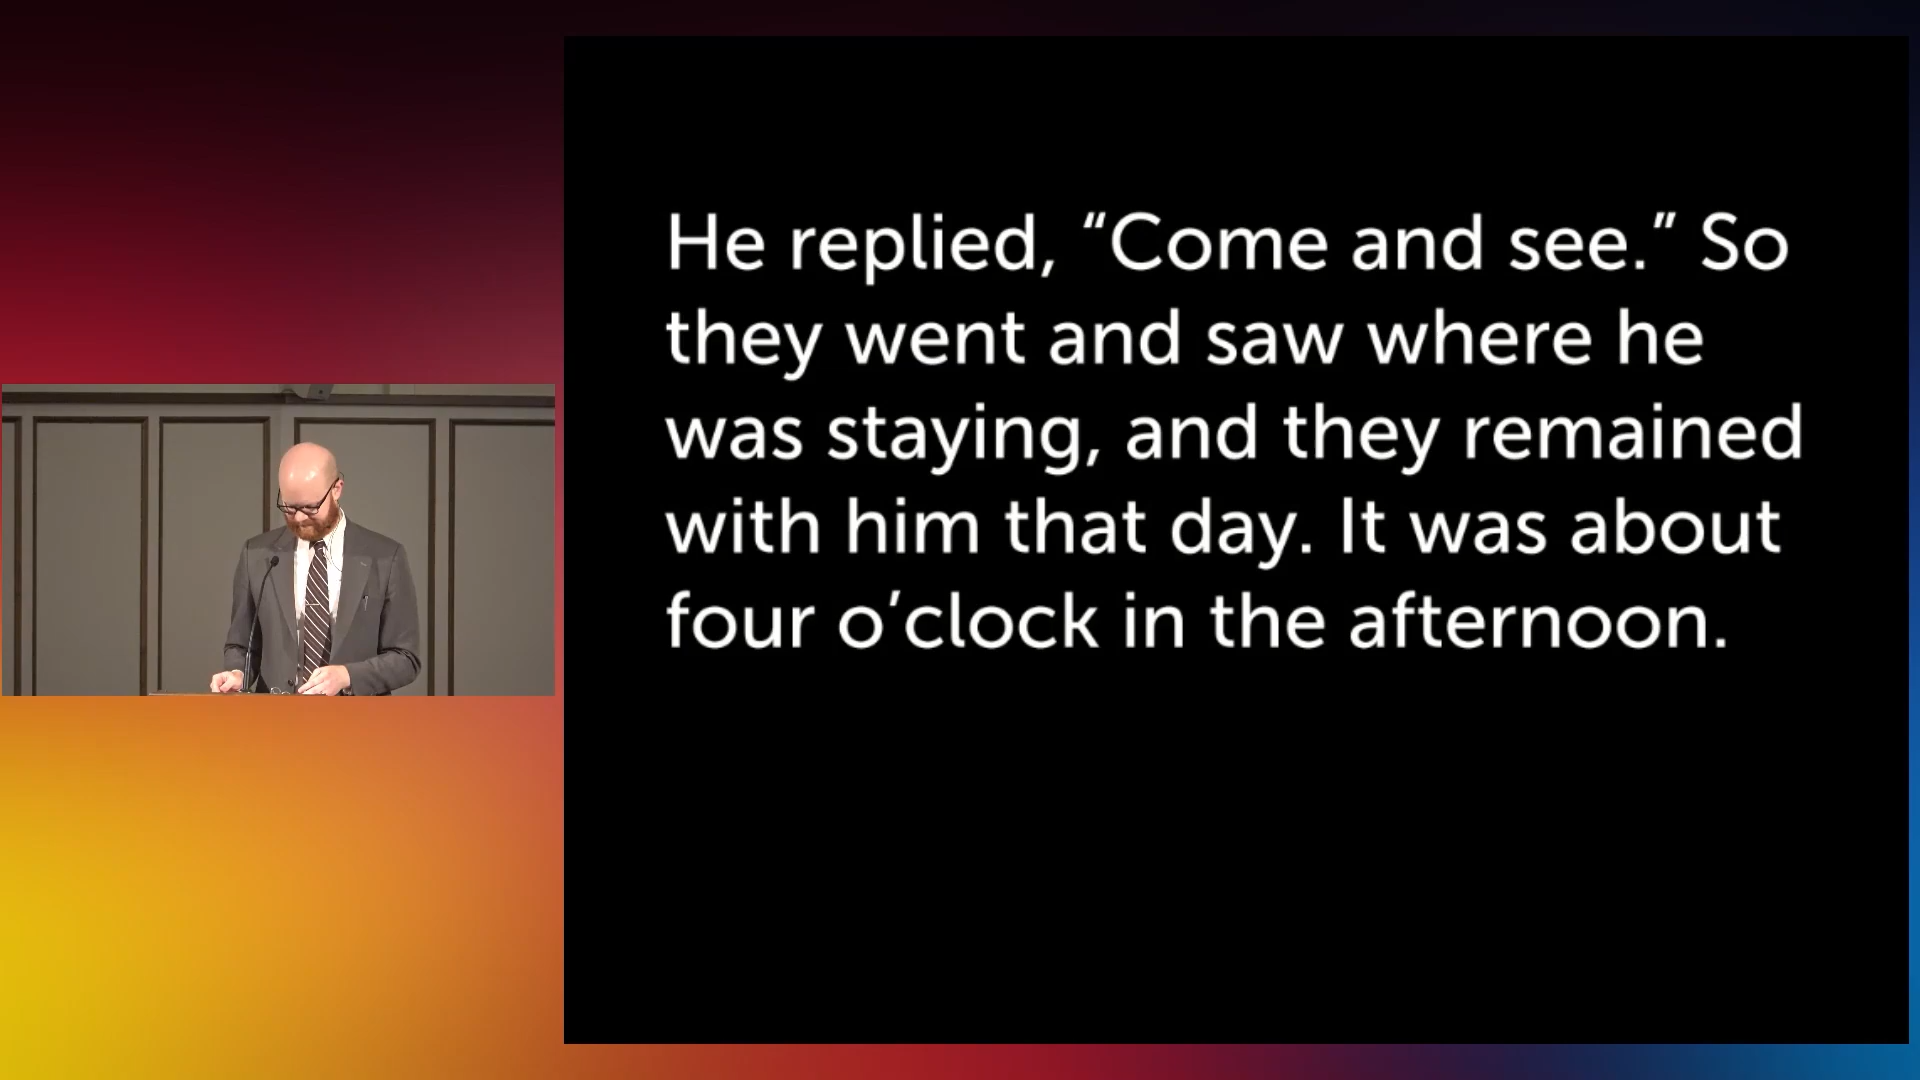 He replied, “Come and see.” So
they went and saw where he
was staying, and they remained
with him that day. It was about
four o’clock in the afternoon.